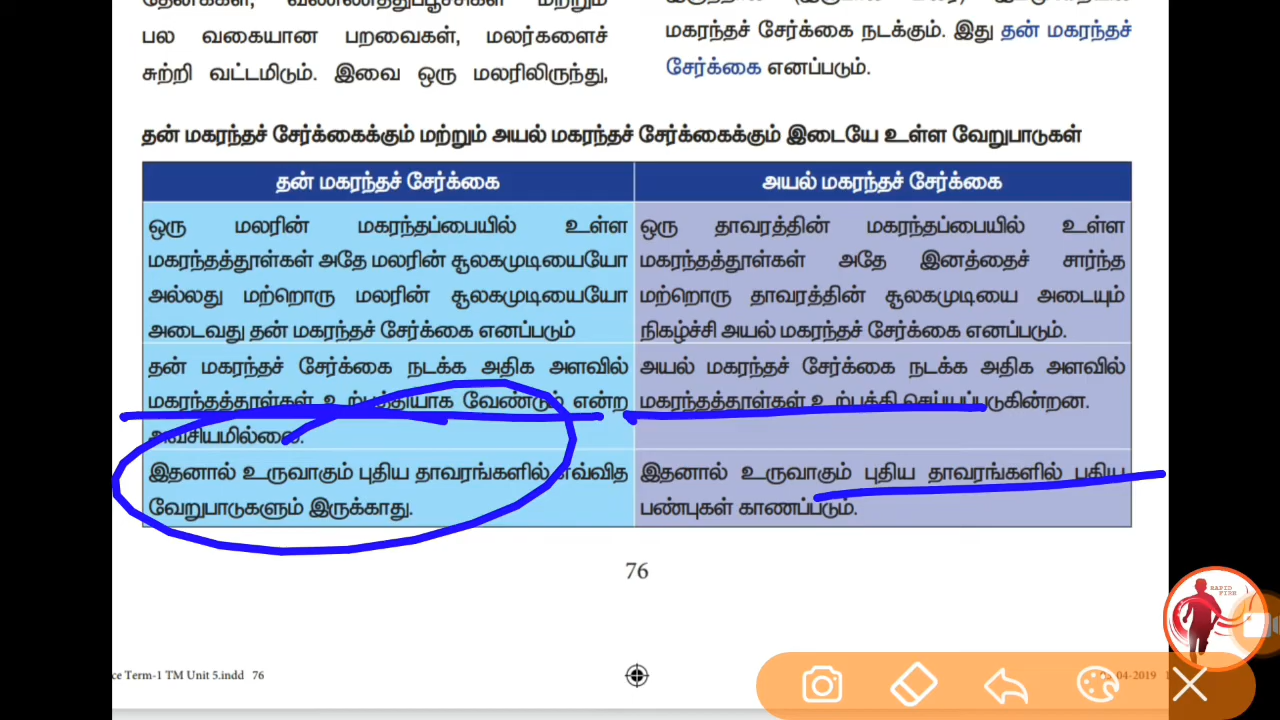 தேனீக்கள், வண்ணத்துப்பூச்சிகள் மற்றும்
பல வகையான பறவைகள், மலர்களைச்
சுற்றி வட்டமிடும். இவை ஒரு மலரிலிருந்து,
மகரந்தச் சேர்க்கை நடக்கும். இது தன் மகரந்தச்
சேர்க்கை எனப்படும்.
தன் மகரந்தச் சேர்க்கைக்கும் மற்றும் அயல் மகரந்தச் சேர்க்கைக்கும் இடையே உள்ள வேறுபாடுகள்
தன் மகரந்தச் சேர்க்கை
அயல் மகரந்தச் சேர்க்கை
ஒரு மலரின் மகரந்தப்பையில் உள்ள
மகரந்தத்தூள்கள் அதே மலரின் சூலகமுடியையோ
அல்லது மற்றொரு மலரின் சூலகமுடியையோ
அடைவது தன் மகரந்தச் சேர்க்கை எனப்படும்
ஒரு தாவரத்தின் மகரந்தப்பையில் உள்ள
மகரந்தத்தூள்கள் அதே இனத்தைச் சார்ந்த
மற்றொரு தாவரத்தின் சூலகமுடியை அடையும்
நிகழ்ச்சி அயல் மகரந்தச் சேர்க்கை எனப்படும்.
தன் மகரந்தச் சேர்க்கை நடக்க அதிக அளவில்
மகரந்தத்தூள்கள் உற்பத்தியாக வேண்டும் என்ற
அவசியமில்லை.
அயல் மகரந்தச் சேர்க்கை நடக்க அதிக அளவில்
மகரந்தத்தூள்கள் உற்பத்தி செய்யப்படுகின்றன.
இதனால் உருவாகும் புதிய தாவரங்களில் எவ்வித
வேறுபாடுகளும் இருக்காது.
இதனால் உருவாகும் புதிய தாவரங்களில் புதிய
பண்புகள் காணப்படும்.
76
ce Term-1 TM Unit 5.indd 76
04-2019
RAPID
FIRE